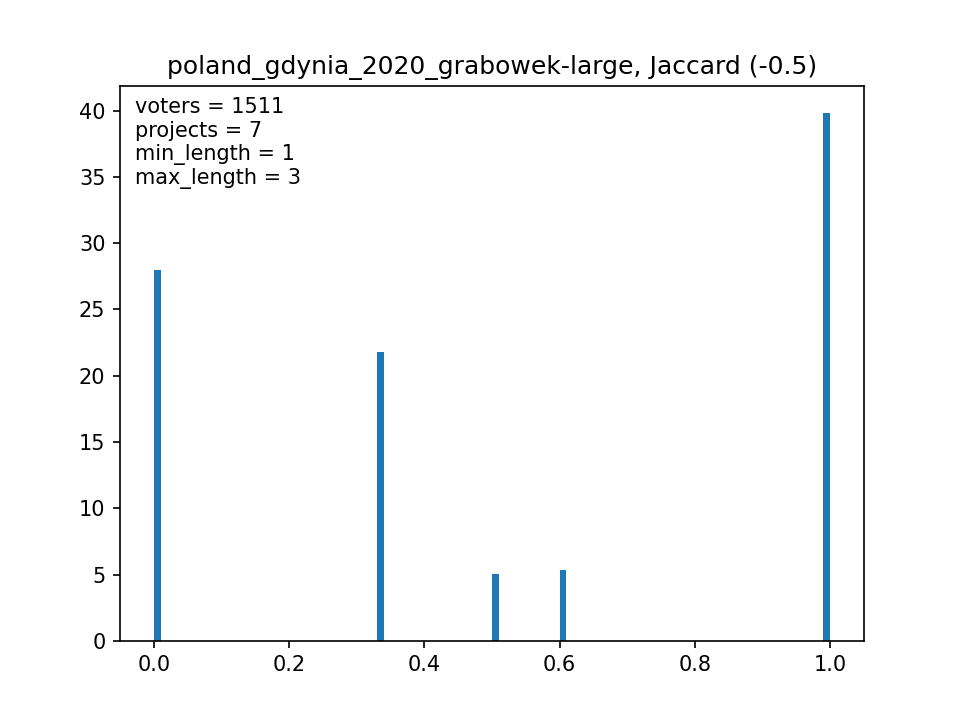 poland_gdynia_2020_grabowek-large, Jaccard (-0.5)
voters = 1511
projects = 7
min_length = 1
max_length = 3
40
35
30
25
20
15
10
5
0
0.0 0.2 0.4 0.6 0.8 1.0